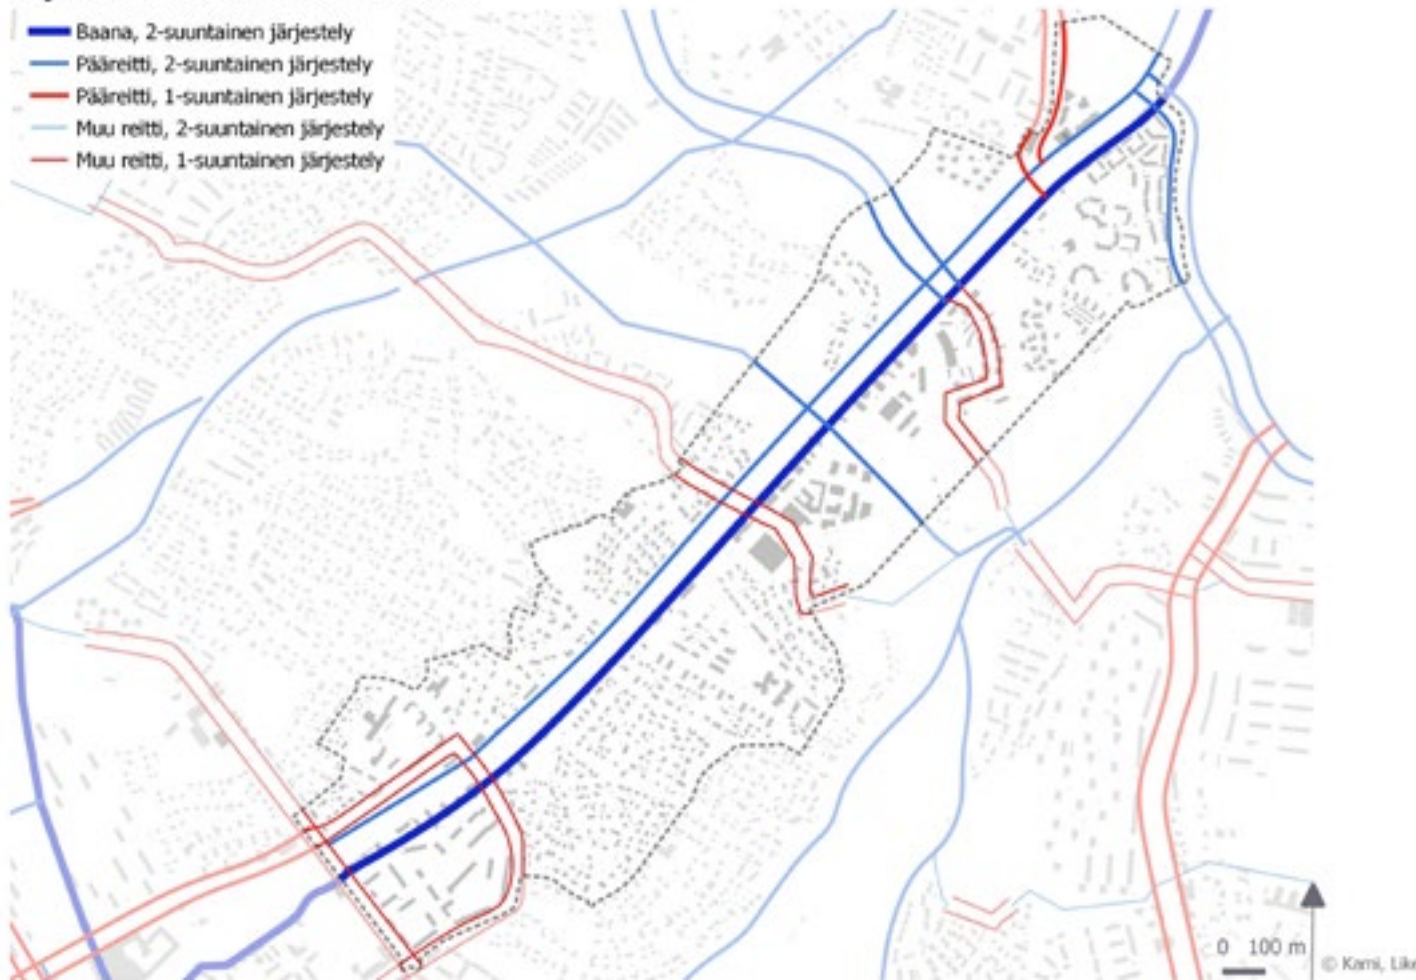 Baana, 2-suuntainen järjestely
Pääreitti, 2-suuntainen järjestely
Pääreitti, 1-suuntainen järjestely
Muu reitti, 2-suuntainen järjestely
Muu reitti, 1-suuntainen järjestely
0 100 m
© Kami, Like